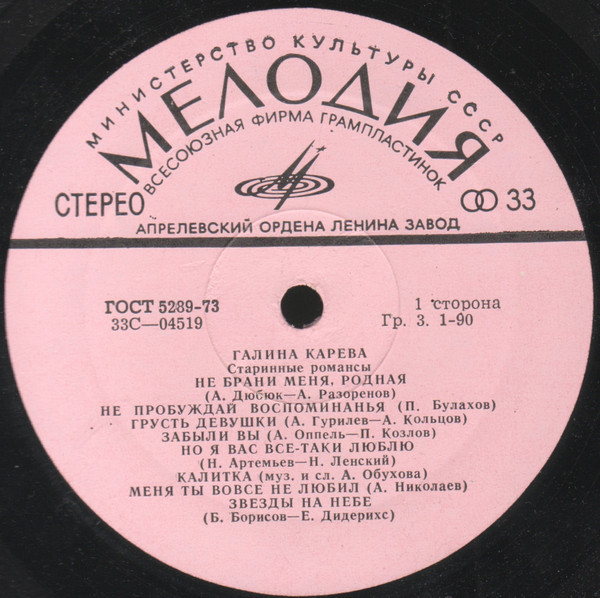 МИНИСТЕРСТВО КУЛЬТУРЫ СССР
МЕЛОДИЯ
ВСЕСОЮЗНАЯ ФИРМА ГРАМПЛАСТИНОК
СТЕРЕО
33
АПРЕЛЕВСКИЙ ОРДЕНА ЛЕНИНА ЗАВОД
ГОСТ 5289-73
33С—04519
1 сторона
Гр. 3. 1-90
ГАЛИНА КАРЕВА
Старинные романсы
НЕ БРАНИ МЕНЯ, РОДНАЯ
(А. Дюбюк—А. Разоренов)
НЕ ПРОБУЖДАЙ ВОСПОМИНАНЬЯ (П. Булахов)
ГРУСТЬ ДЕВУШКИ (А. Гурилев—А. Кольцов)
ЗАБЫЛИ ВЫ (А. Оппель—П. Козлов)
НО Я ВАС ВСЕ-ТАКИ ЛЮБЛЮ
(Н. Артемьев—Н. Ленский)
КАЛИТКА (муз. и сл. А. Обухова)
МЕНЯ ТЫ ВОВСЕ НЕ ЛЮБИЛ (А. Николаев)
ЗВЕЗДЫ НА НЕБЕ
(Б. Борисов—Е. Дидерихс)